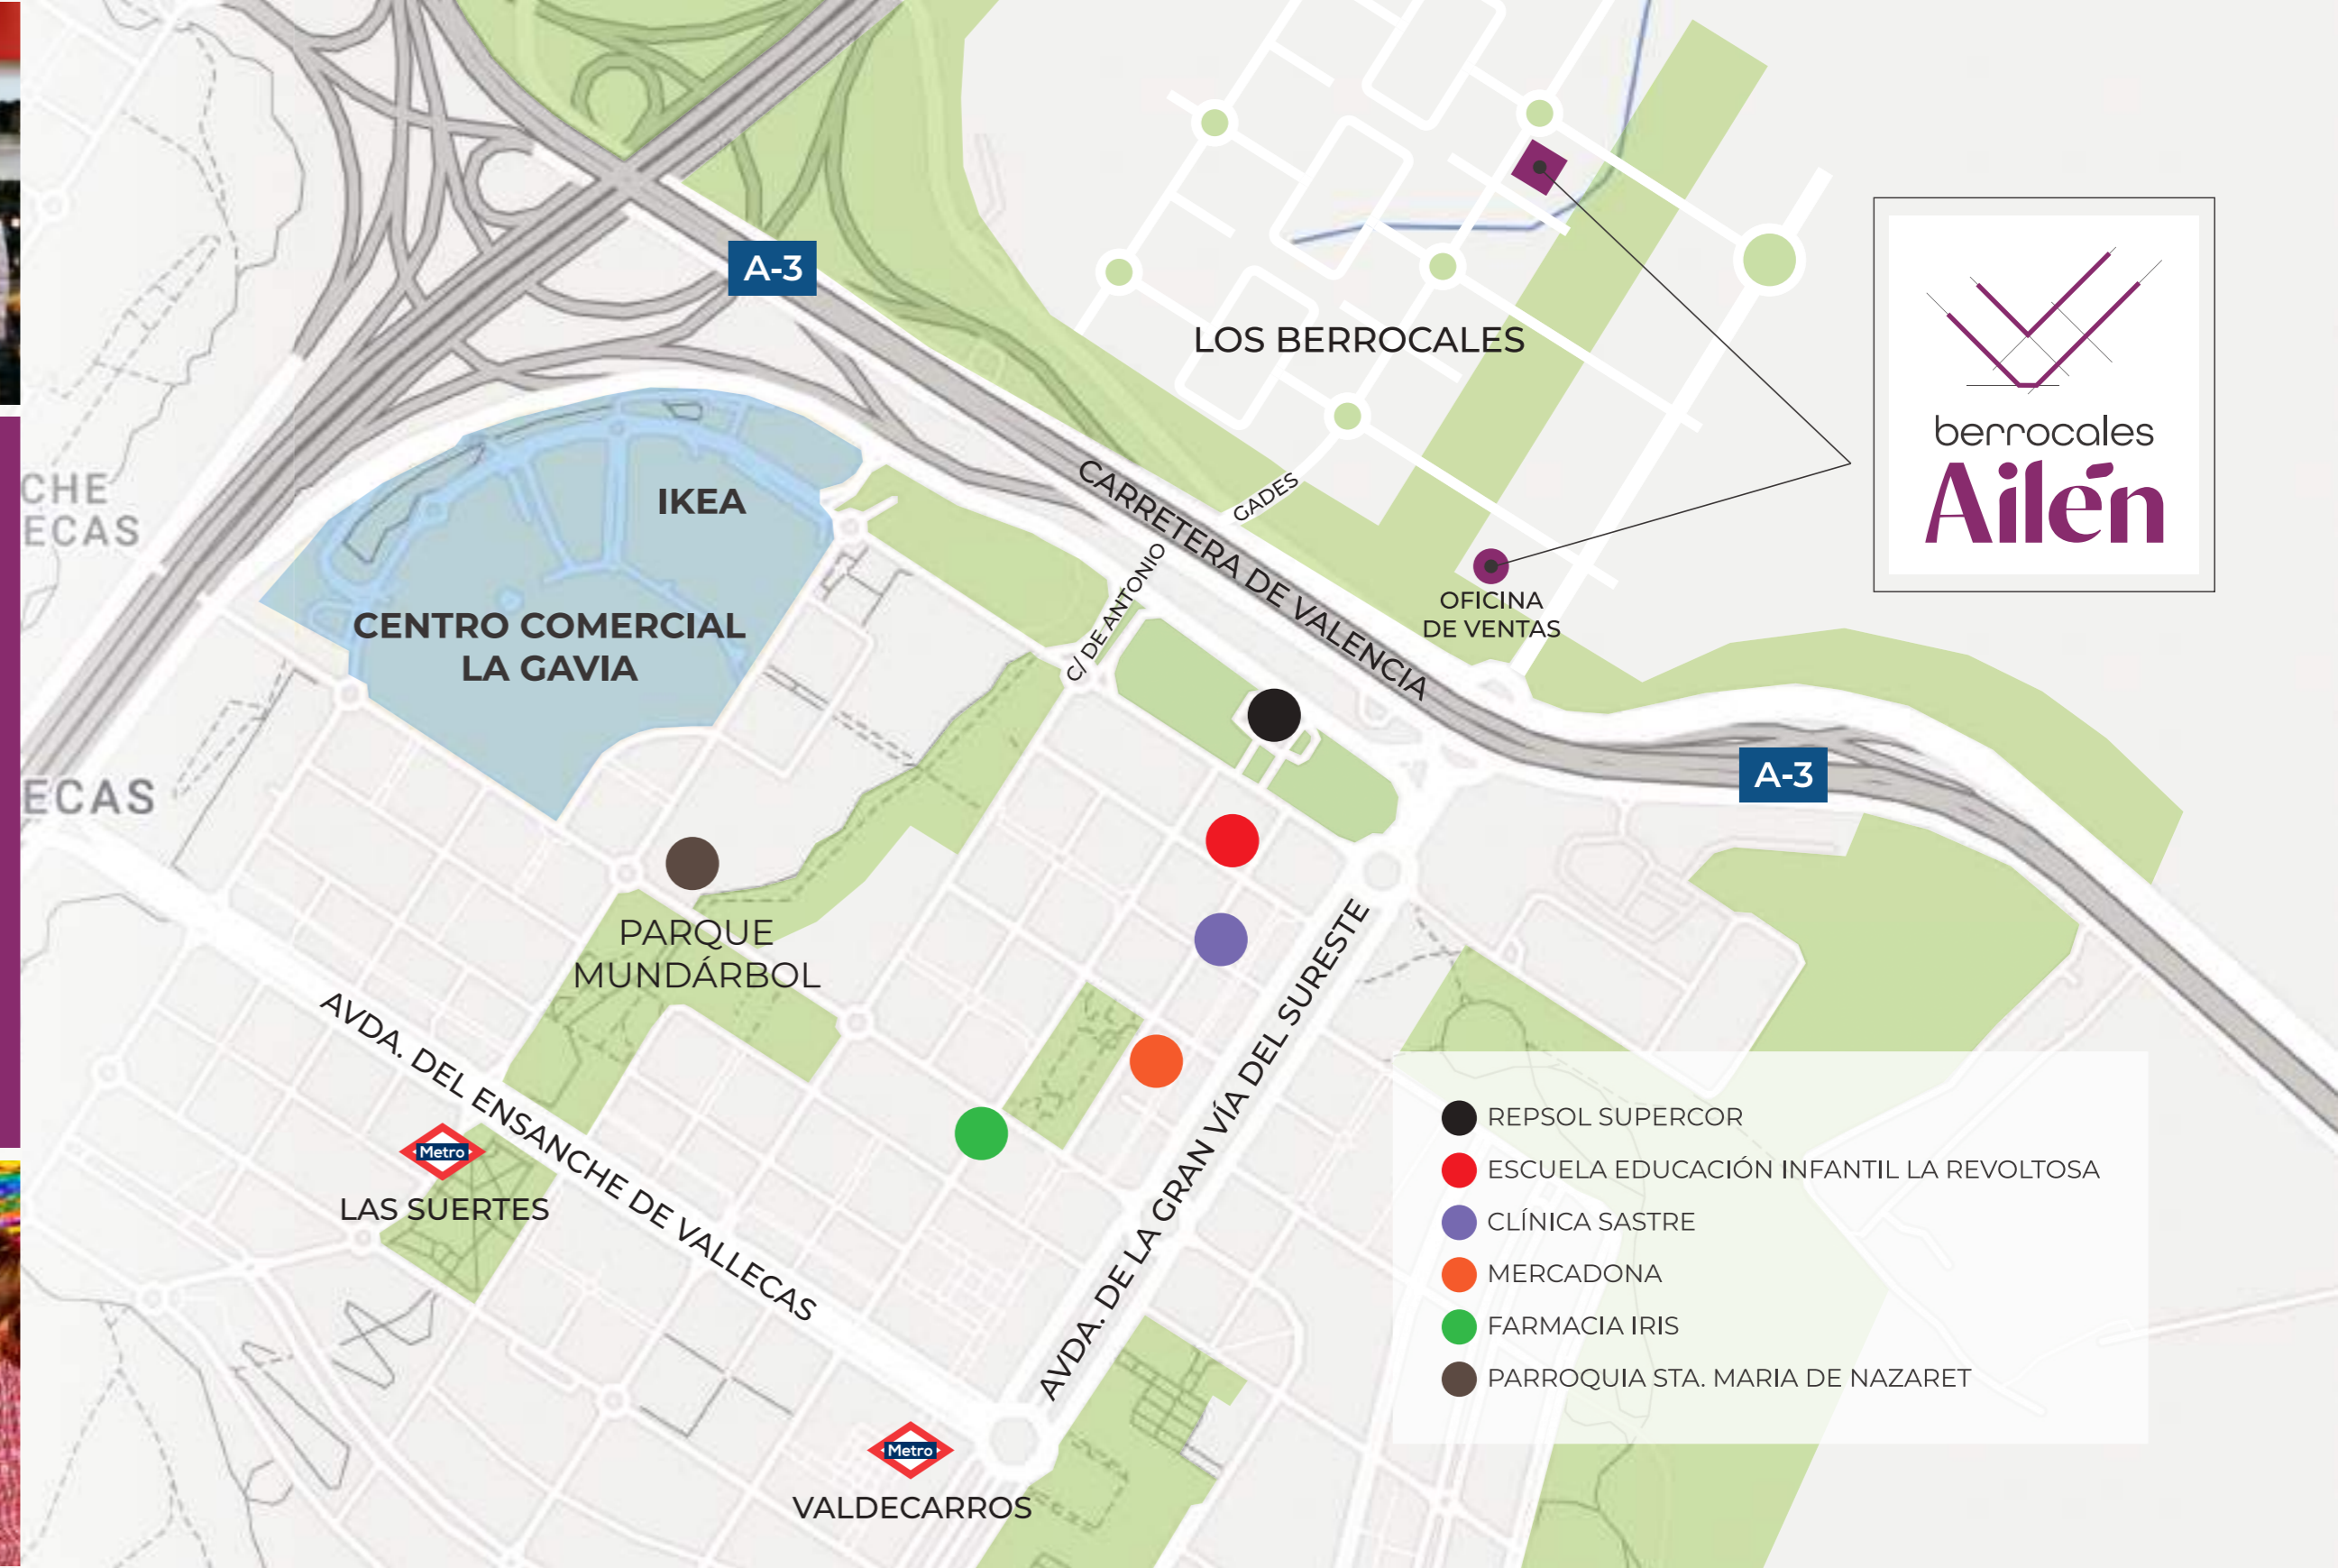 A-3
LOS BERROCALES
berrocales
Ailén
CHE
ECAS
IKEA
CARRETERA DE VALENCIA
GADES
C/ DE ANTONIO
CENTRO COMERCIAL
LA GAVIA
OFICINA
DE VENTAS
ECAS
A-3
PARQUE
MUNDÁRBOL
AVDA. DEL ENSANCHE DE VALLECAS
AVDA. DE LA GRAN VÍA DEL SURESTE
Metro
LAS SUERTES
Metro
VALDECARROS
REPSOL SUPERCOR
ESCUELA EDUCACIÓN INFANTIL LA REVOLTOSA
CLÍNICA SASTRE
MERCADONA
FARMACIA IRIS
PARROQUIA STA. MARIA DE NAZARET